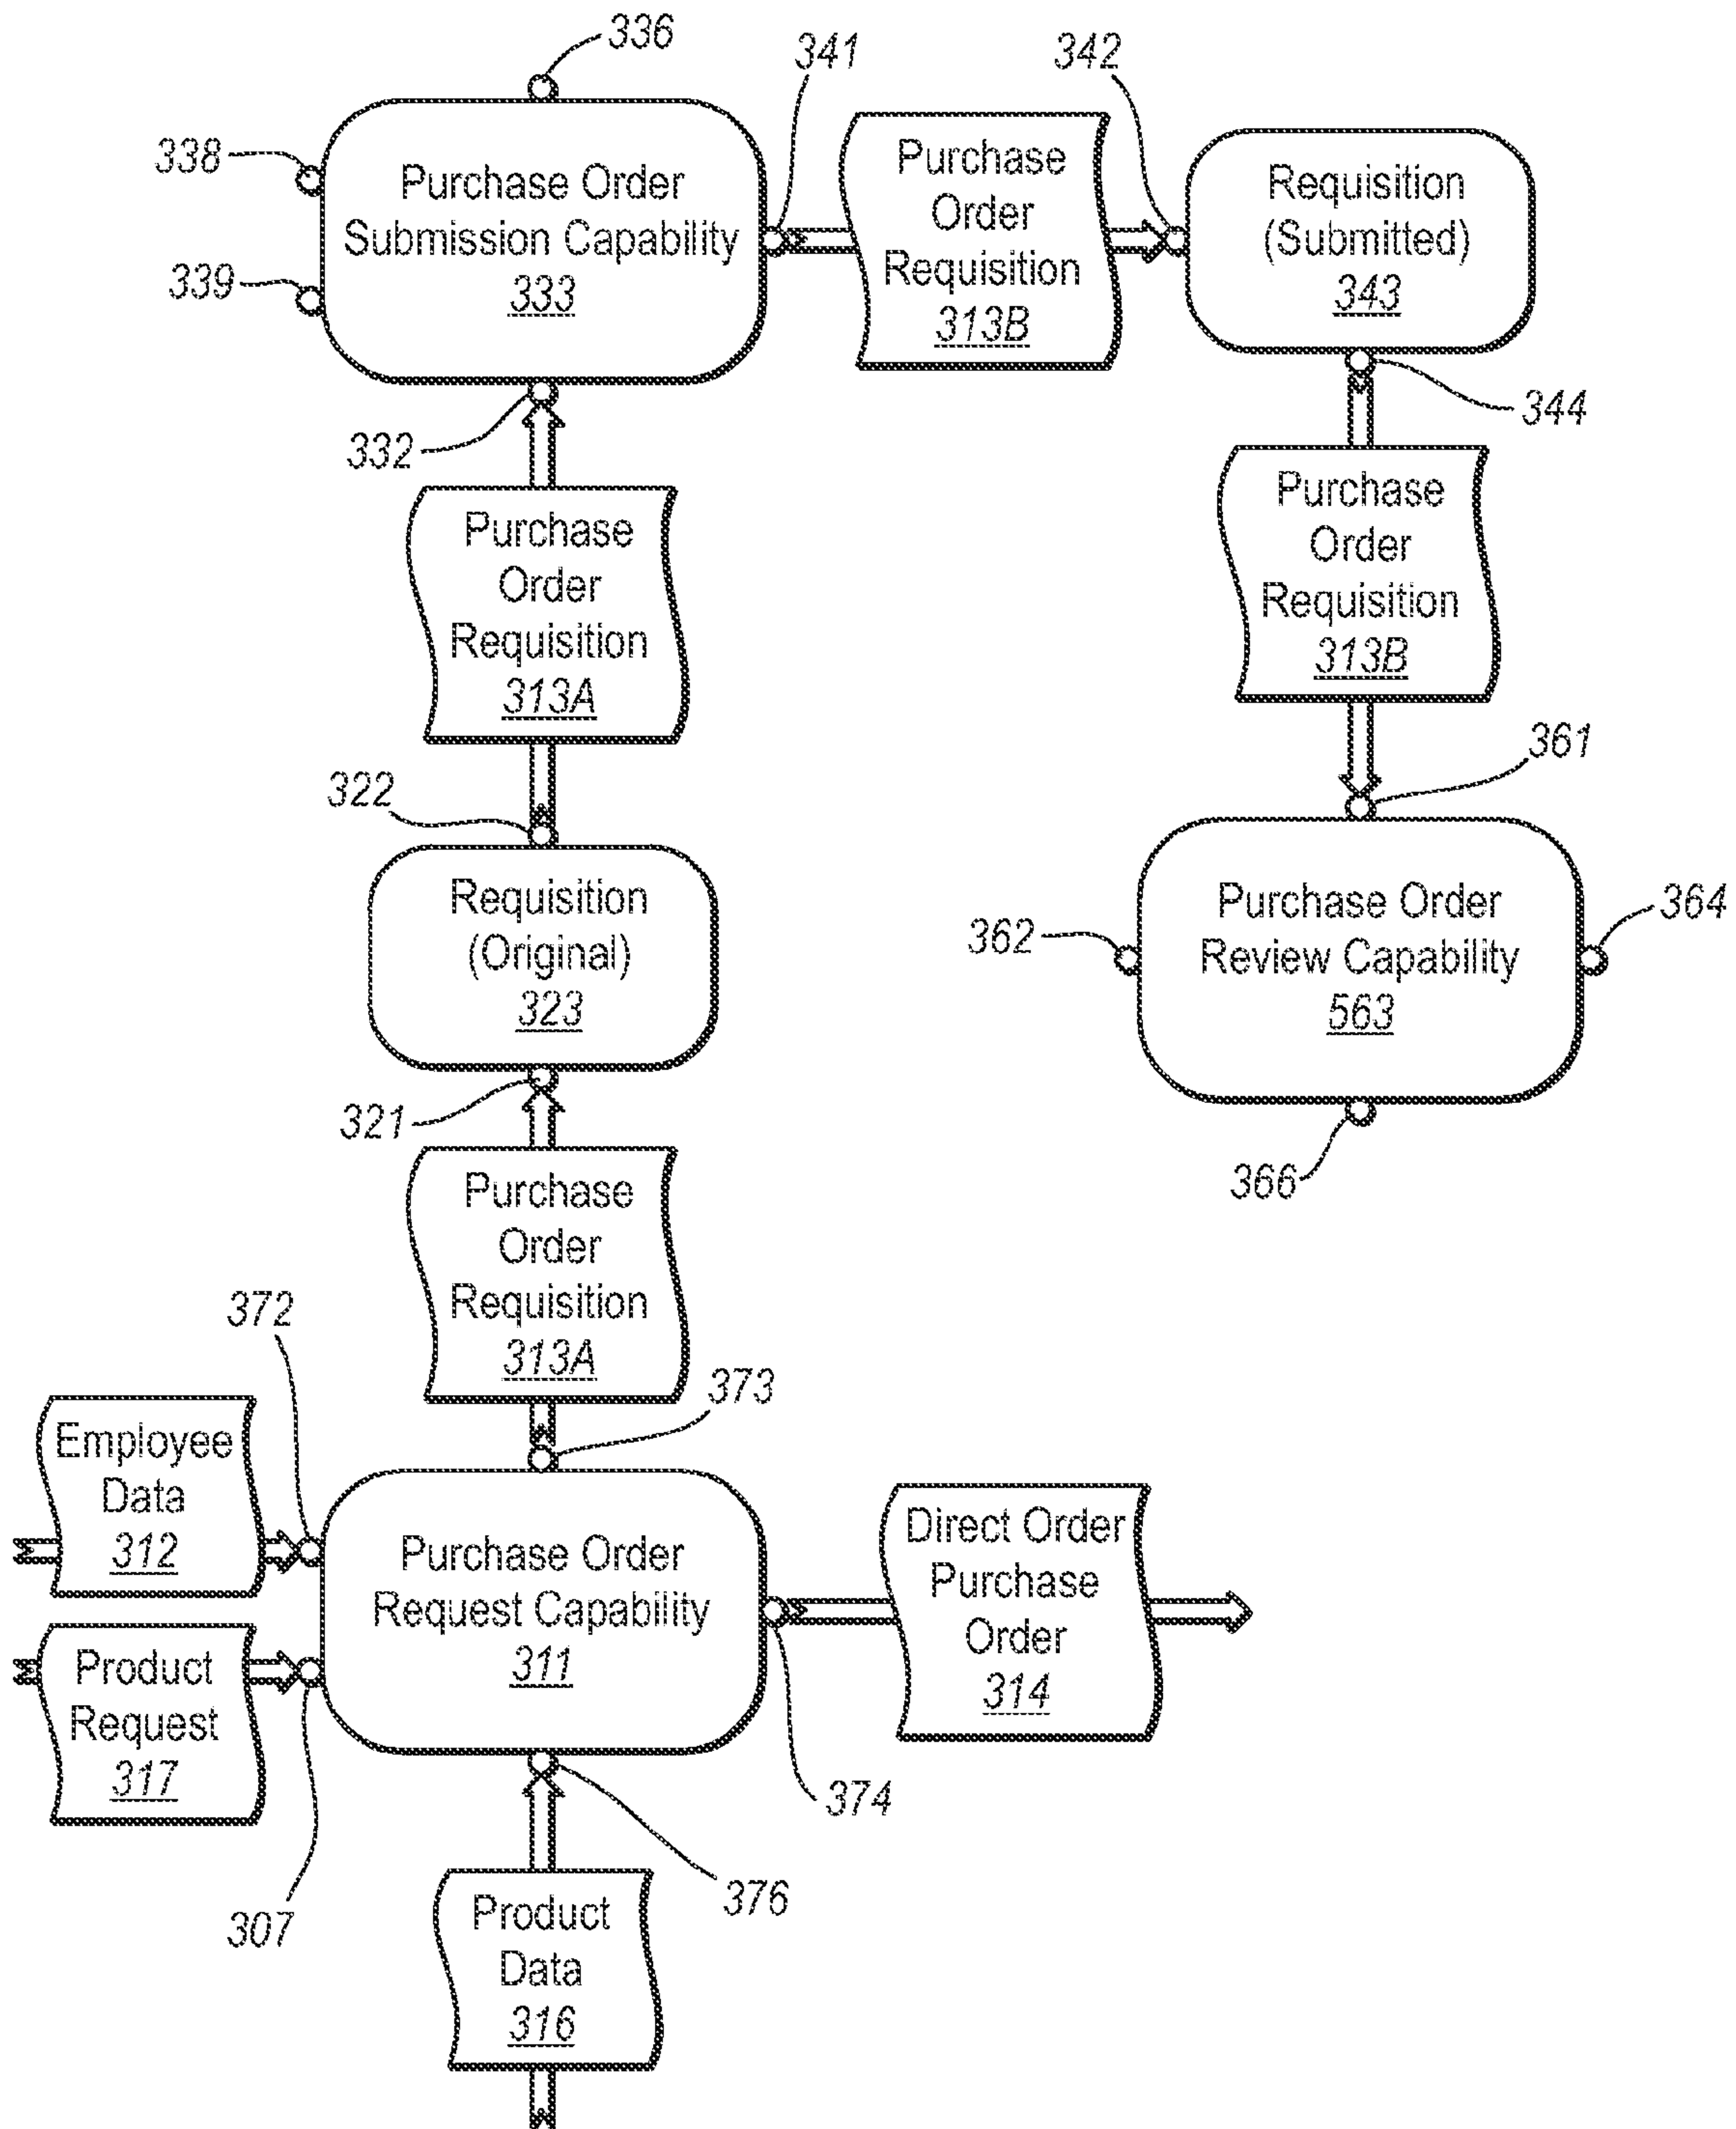 336
341
342
338
339
Purchase Order
Submission Capability
333
Purchase
Order
Requisition
313B
Requisition
(Submitted)
343
344
332
Purchase
Order
Requisition
313A
Purchase
Order
Requisition
313B
322
361
Requisition
(Original)
323
362
Purchase Order
Review Capability
563
364
321
366
Purchase
Order
Requisition
313A
372
373
Employee
Data
312
Product
Request
317
Purchase Order
Request Capability
311
Direct Order
Purchase
Order
314
374
307
376
Product
Data
316